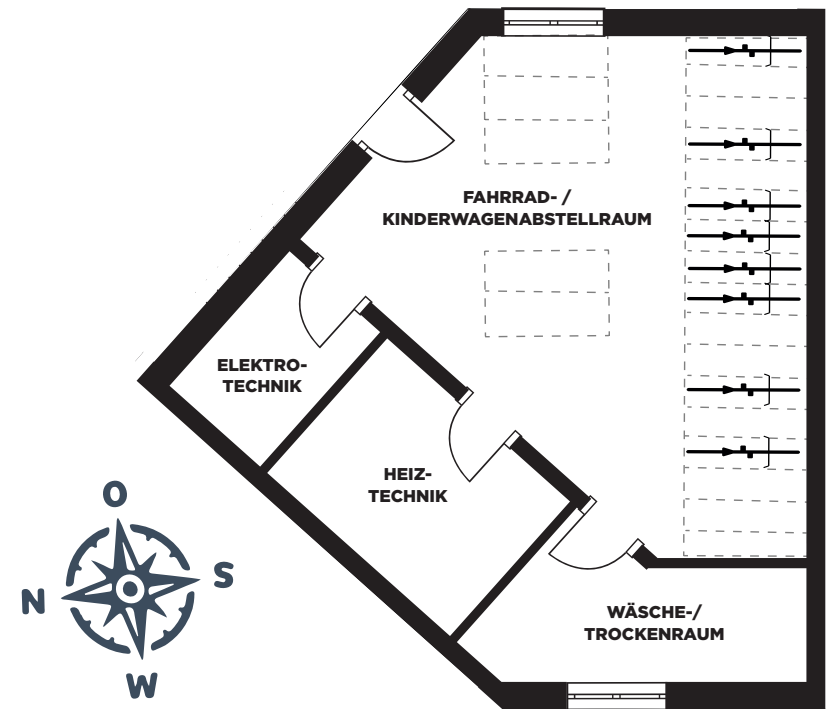 FAHRRAD- /
KINDERWAGENABSTELLRAUM
ELEKTRO-
TECHNIK
HEIZ-
TECHNIK
WÄSCHE-/
TROCKENRAUM
O
N
S
W